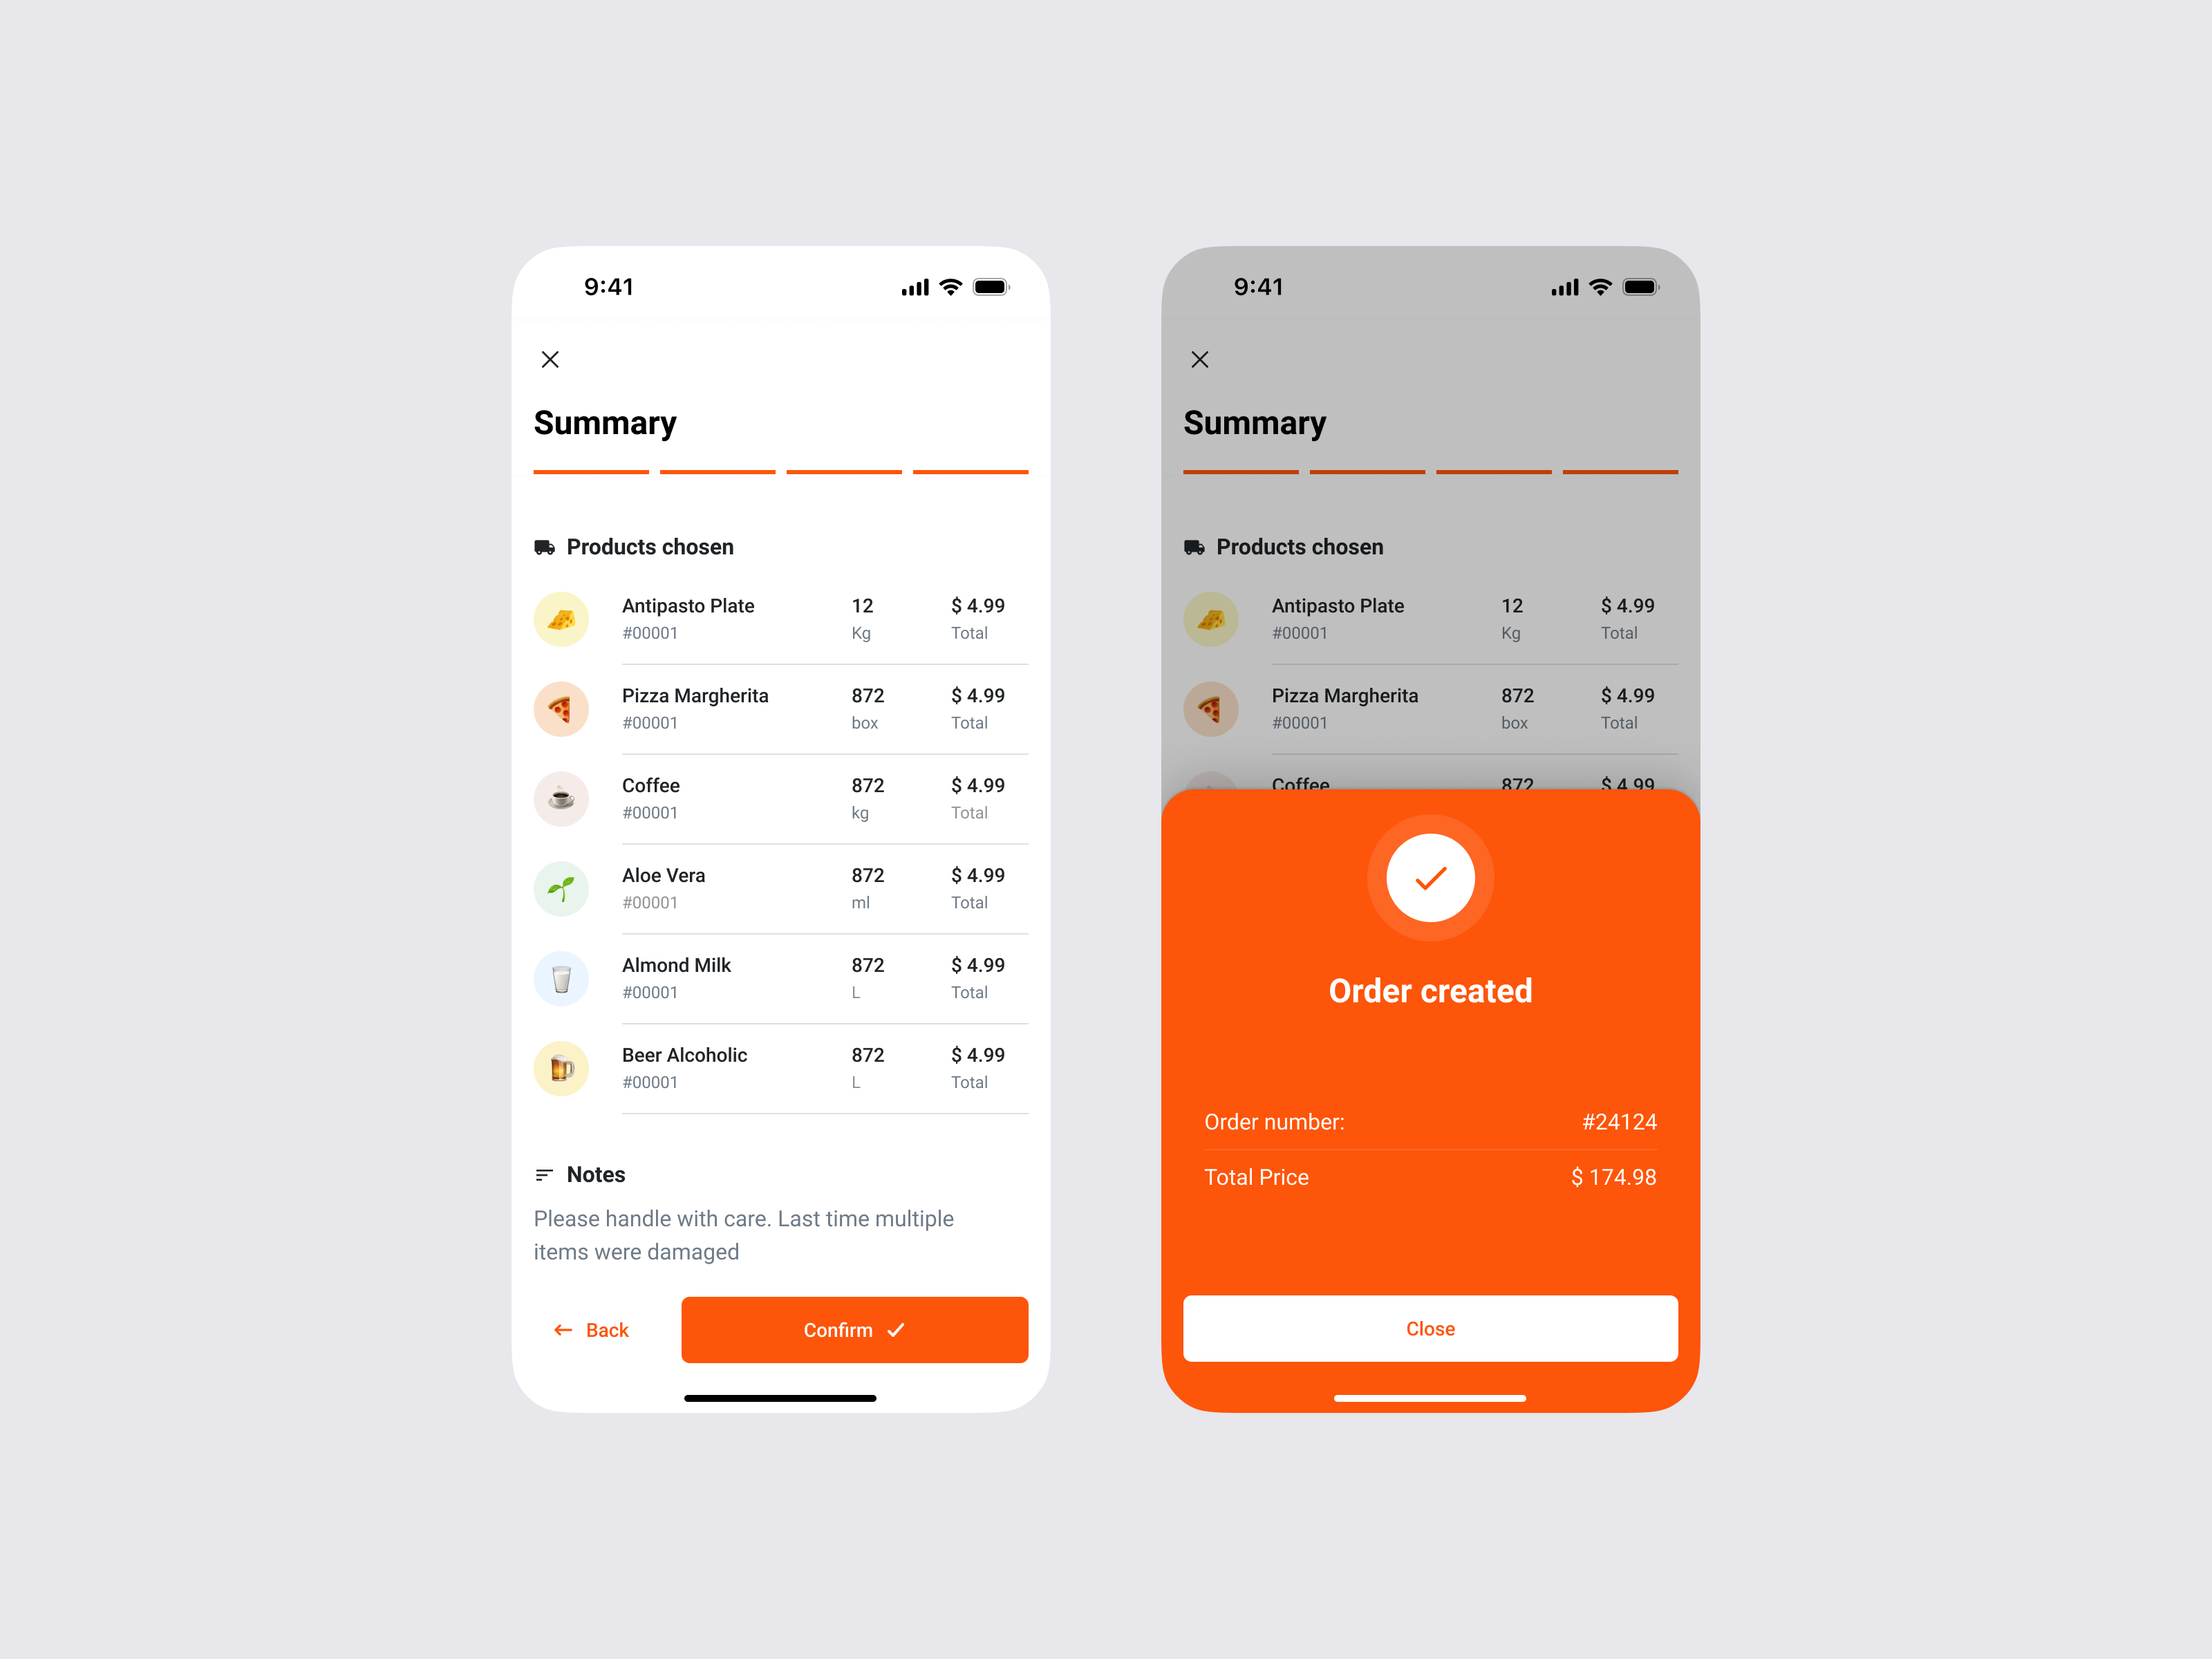 9:41
Summary
Products chosen
Antipasto Plate 12 $ 4.99
#00001 Kg Total
Pizza Margherita 872 $ 4.99
#00001 box Total
Coffee 872 $ 4.99
#00001 kg Total
Aloe Vera 872 $ 4.99
#00001 ml Total
Almond Milk 872 $ 4.99
#00001 L Total
Beer Alcoholic 872 $ 4.99
#00001 L Total
Notes
Please handle with care. Last time multiple
items were damaged
Back Confirm
9:41
Summary
Products chosen
Antipasto Plate 12 $ 4.99
#00001 Kg Total
Pizza Margherita 872 $ 4.99
#00001 box Total
Coffee 872 $ 4.99
Order created
Order number: #24124
Total Price $ 174.98
Close